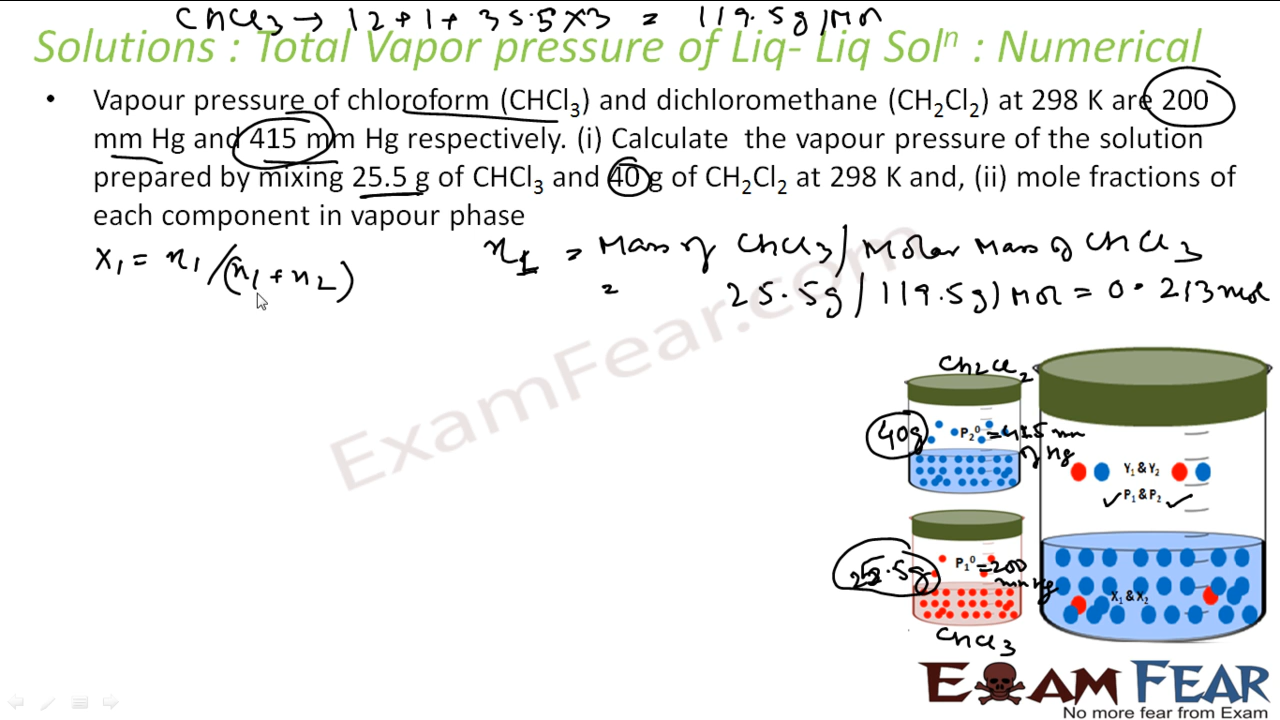 CHCl3 → 12 + 1 + 35.5 x 3 = 119.5 g/Mol
Solutions : Total Vapor pressure of Liq- Liq Solⁿ : Numerical
• Vapour pressure of chloroform (CHCl₃) and dichloromethane (CH₂Cl₂) at 298 K are 200
mm Hg and 415 mm Hg respectively. (i) Calculate the vapour pressure of the solution
prepared by mixing 25.5 g of CHCl₃ and 40 g of CH₂Cl₂ at 298 K and, (ii) mole fractions of
each component in vapour phase
x₁ = n₁/(n₁ + n₂)
n₁ = Mass of CHCl3 / Molar Mass of CHCl3
= 25.5g / 119.5g/Mol = 0.213 mol
ExamFear.com
CH2Cl2
40g
P₂⁰ = 415 mm
of Hg
Y₁ & Y₂
P₁ & P₂
25.5g
P₁⁰ = 200
mm Hg
X₁ & X₂
CHCl3
EXAM FEAR
No more fear from Exam